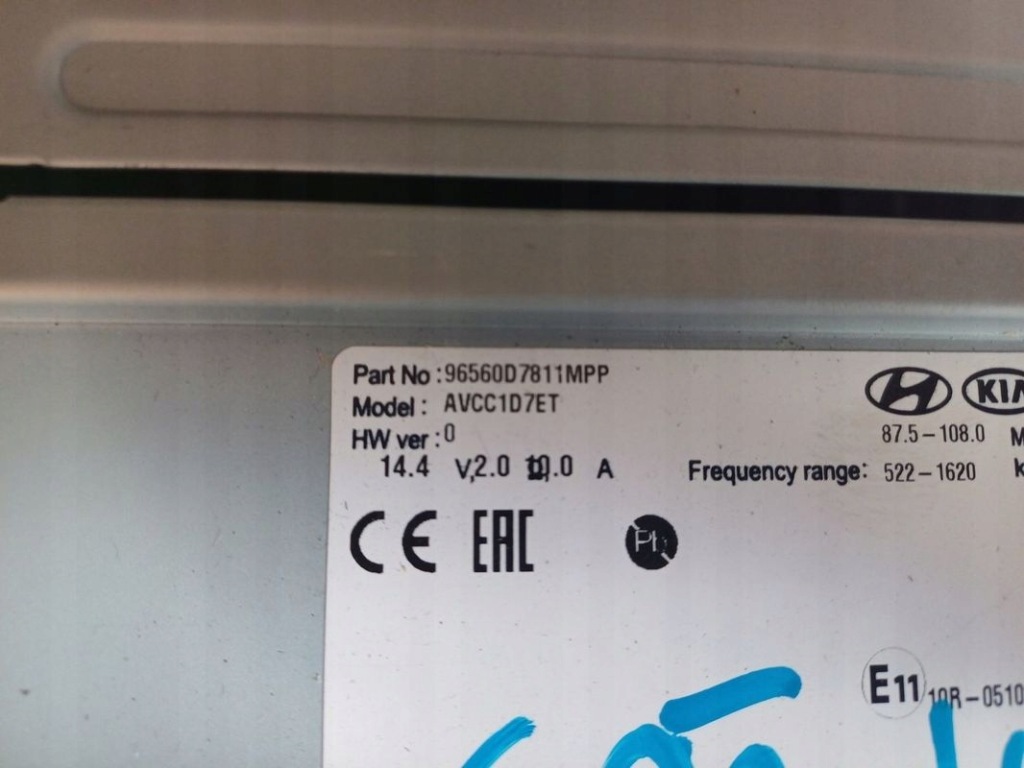 Part No : 96560D7811MPP
Model : AVCC1D7ET
HW ver : 0
KIA
87.5-108.0 M
14.4 V, 2.0 Ω, 10.0 A
Frequency range: 522-1620 k
CE EAC
E11 10R-0510